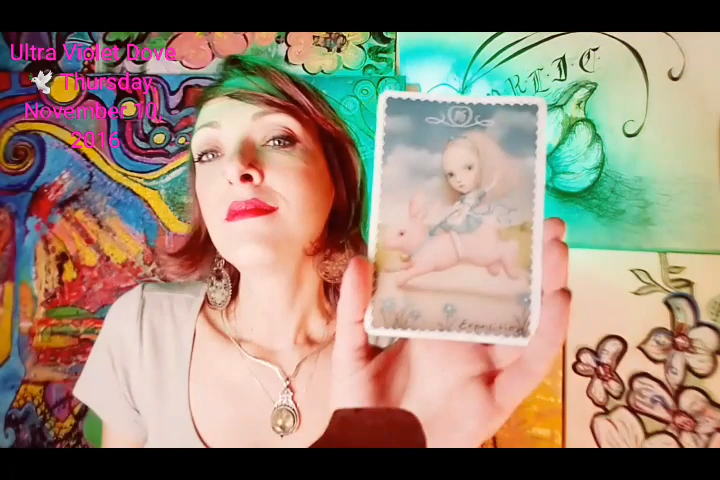 Ultra Violet Dove
🕊 Thursday,
November 10,
2016
R.L.I.C